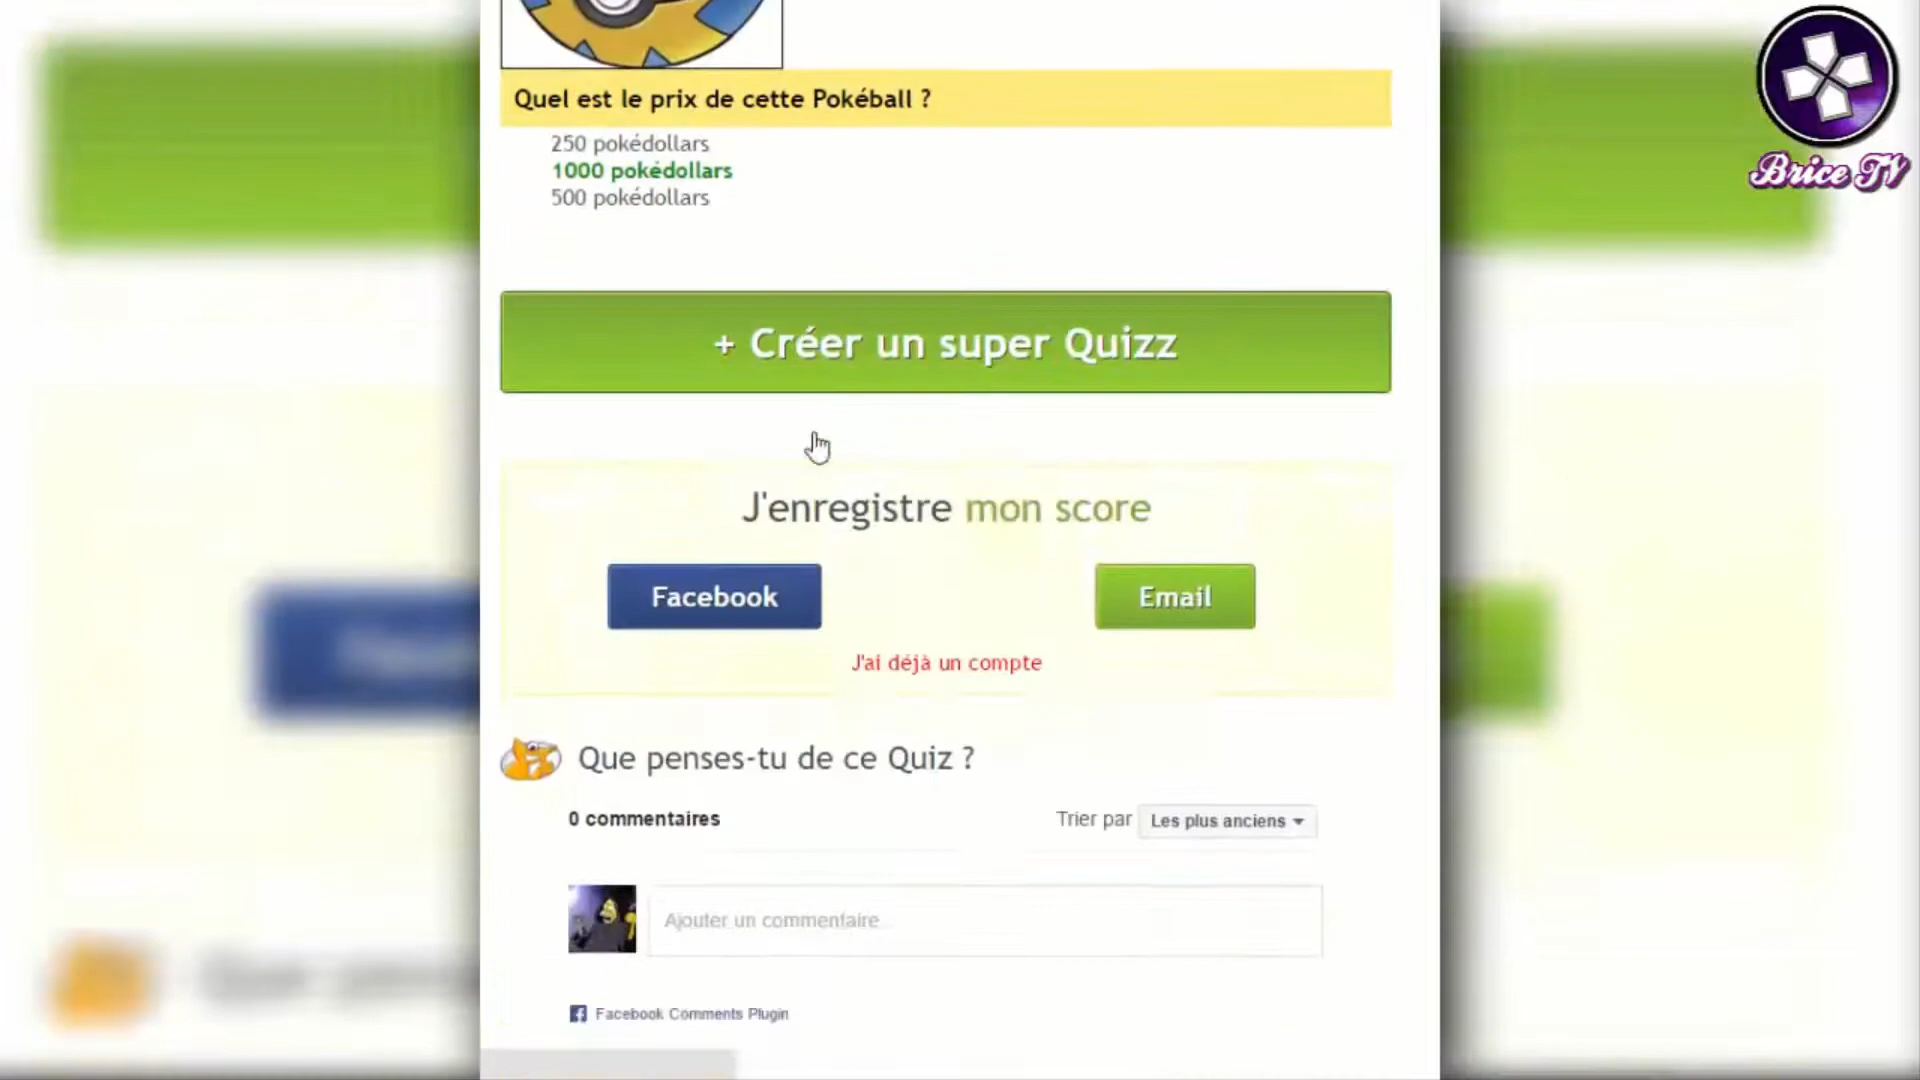 Quel est le prix de cette Pokéball ?
250 pokédollars
1000 pokédollars
500 pokédollars
+ Créer un super Quizz
J'enregistre mon score
Facebook
Email
J'ai déjà un compte
Que penses-tu de ce Quiz ?
0 commentaires
Trier par Les plus anciens
Ajouter un commentaire...
Facebook Comments Plugin
Brice TV